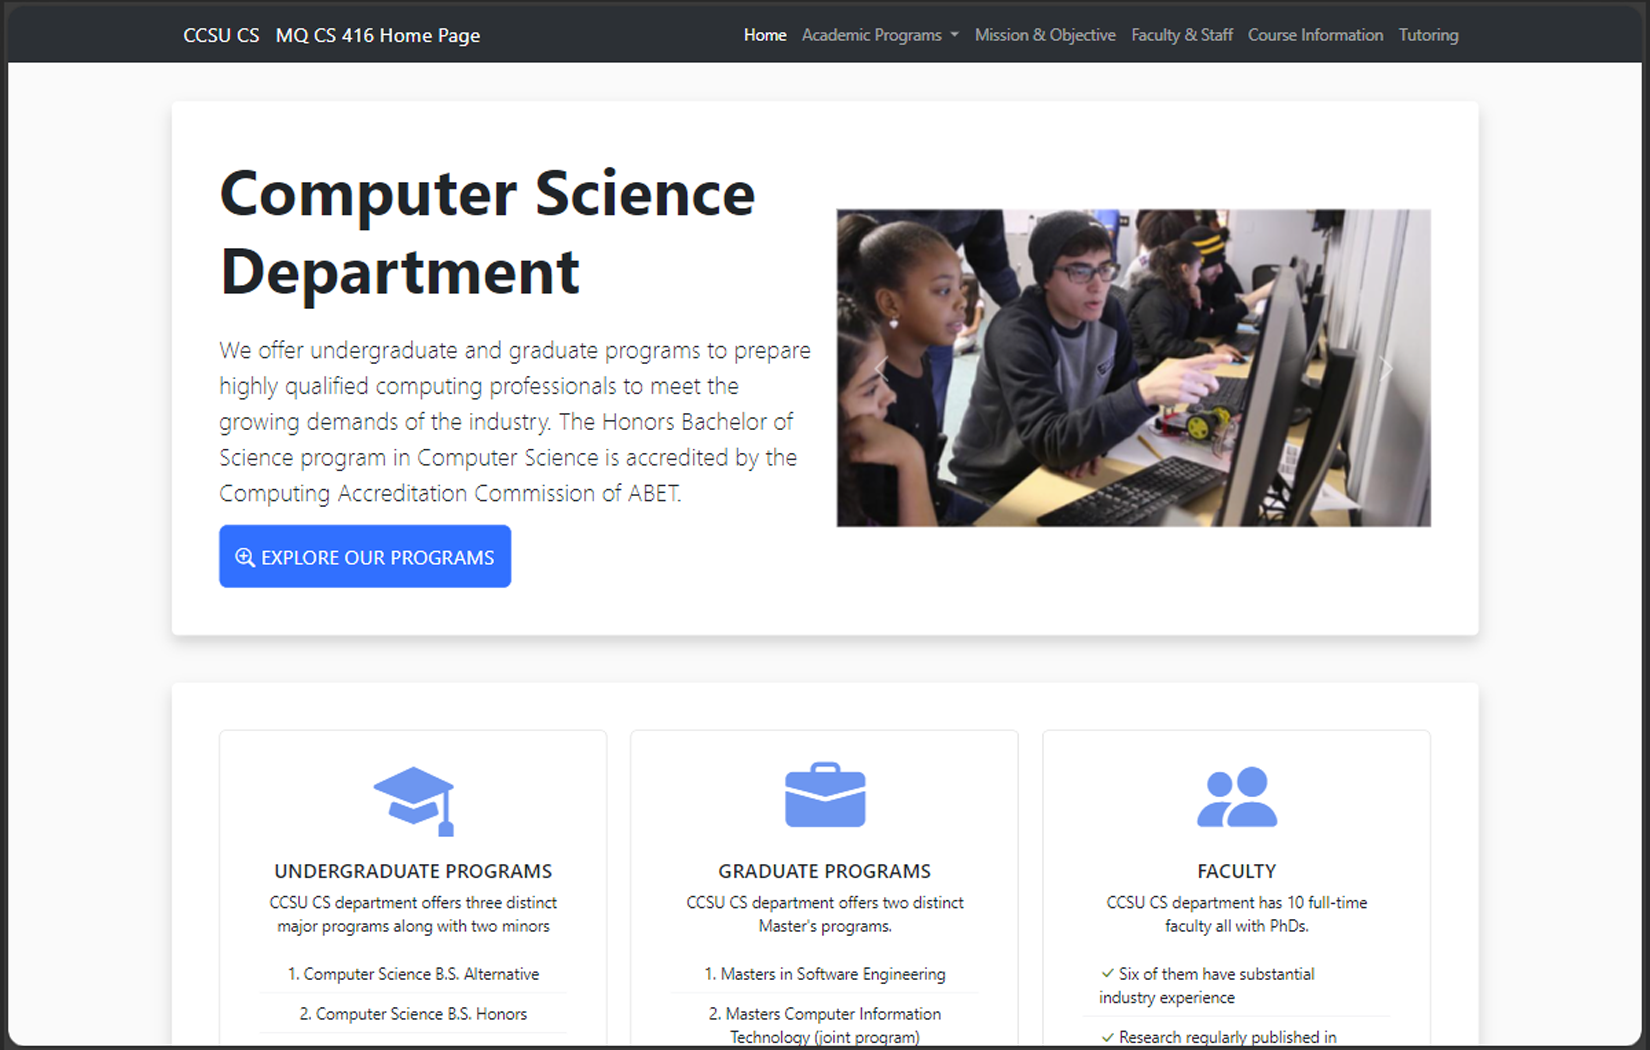 CCSU CS MQ CS 416 Home Page
Home Academic Programs Mission & Objective Faculty & Staff Course Information Tutoring
Computer Science
Department
We offer undergraduate and graduate programs to prepare
highly qualified computing professionals to meet the
growing demands of the industry. The Honors Bachelor of
Science program in Computer Science is accredited by the
Computing Accreditation Commission of ABET.
EXPLORE OUR PROGRAMS
UNDERGRADUATE PROGRAMS
CCSU CS department offers three distinct
major programs along with two minors
1. Computer Science B.S. Alternative
2. Computer Science B.S. Honors
GRADUATE PROGRAMS
CCSU CS department offers two distinct
Master's programs.
1. Masters in Software Engineering
2. Masters Computer Information
Technology (joint program)
FACULTY
CCSU CS department has 10 full-time
faculty all with PhDs.
✓ Six of them have substantial
industry experience
✓ Research regularly published in